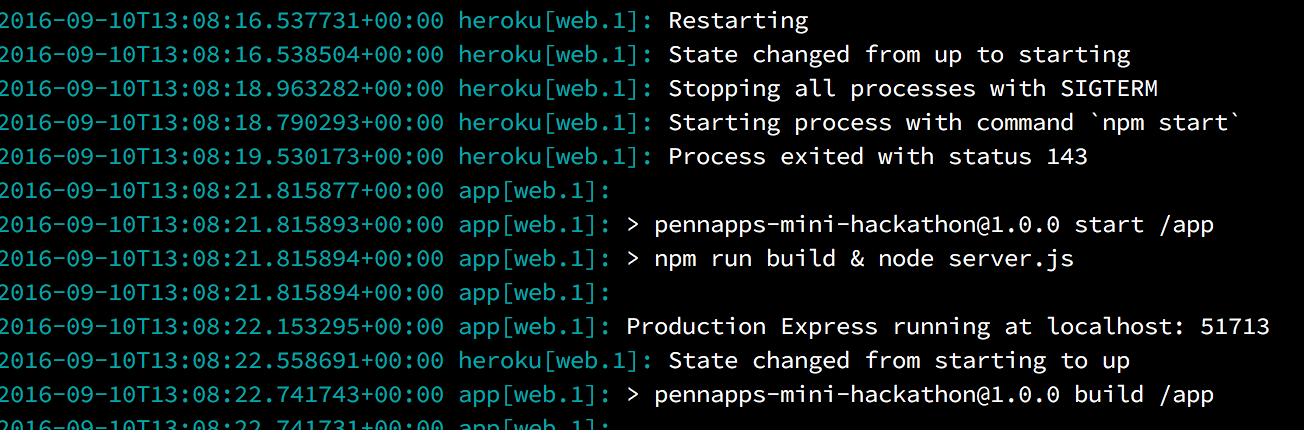 2016-09-10T13:08:16.537731+00:00 heroku[web.1]: Restarting
2016-09-10T13:08:16.538504+00:00 heroku[web.1]: State changed from up to starting
2016-09-10T13:08:18.963282+00:00 heroku[web.1]: Stopping all processes with SIGTERM
2016-09-10T13:08:18.790293+00:00 heroku[web.1]: Starting process with command `npm start`
2016-09-10T13:08:19.530173+00:00 heroku[web.1]: Process exited with status 143
2016-09-10T13:08:21.815877+00:00 app[web.1]:
2016-09-10T13:08:21.815893+00:00 app[web.1]: > pennapps-mini-hackathon@1.0.0 start /app
2016-09-10T13:08:21.815894+00:00 app[web.1]: > npm run build & node server.js
2016-09-10T13:08:21.815894+00:00 app[web.1]:
2016-09-10T13:08:22.153295+00:00 app[web.1]: Production Express running at localhost: 51713
2016-09-10T13:08:22.558691+00:00 heroku[web.1]: State changed from starting to up
2016-09-10T13:08:22.741743+00:00 app[web.1]: > pennapps-mini-hackathon@1.0.0 build /app
2016-09-10T13:08:22.741731+00:00 app[web.1]: